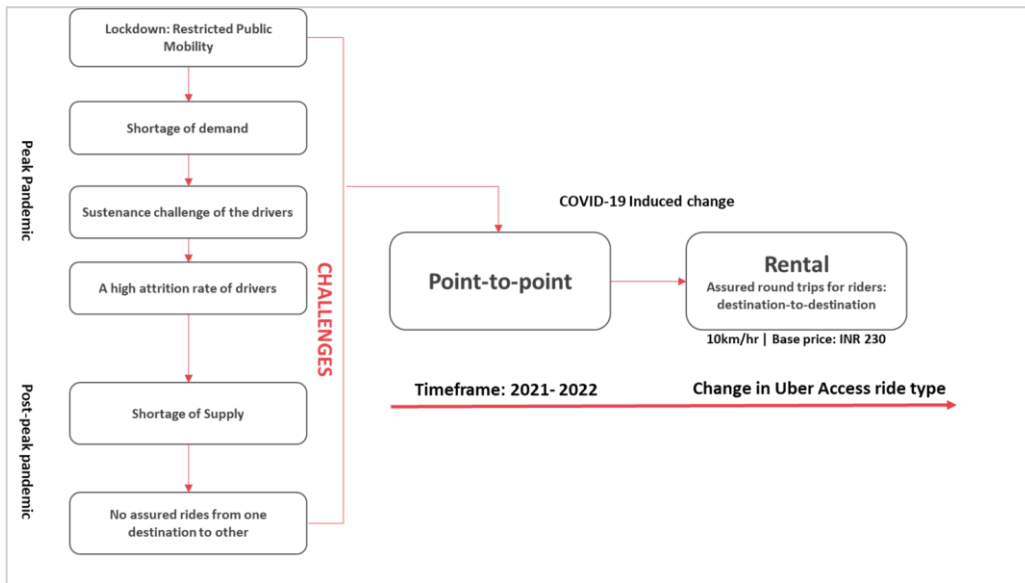 Lockdown: Restricted Public
Mobility
Shortage of demand
Sustenance challenge of the drivers
A high attrition rate of drivers
Shortage of Supply
No assured rides from one
destination to other
Peak Pandemic
Post-peak pandemic
CHALLENGES
COVID-19 Induced change
Point-to-point
Rental
Assured round trips for riders:
destination-to-destination
10km/hr | Base price: INR 230
Timeframe: 2021- 2022
Change in Uber Access ride type